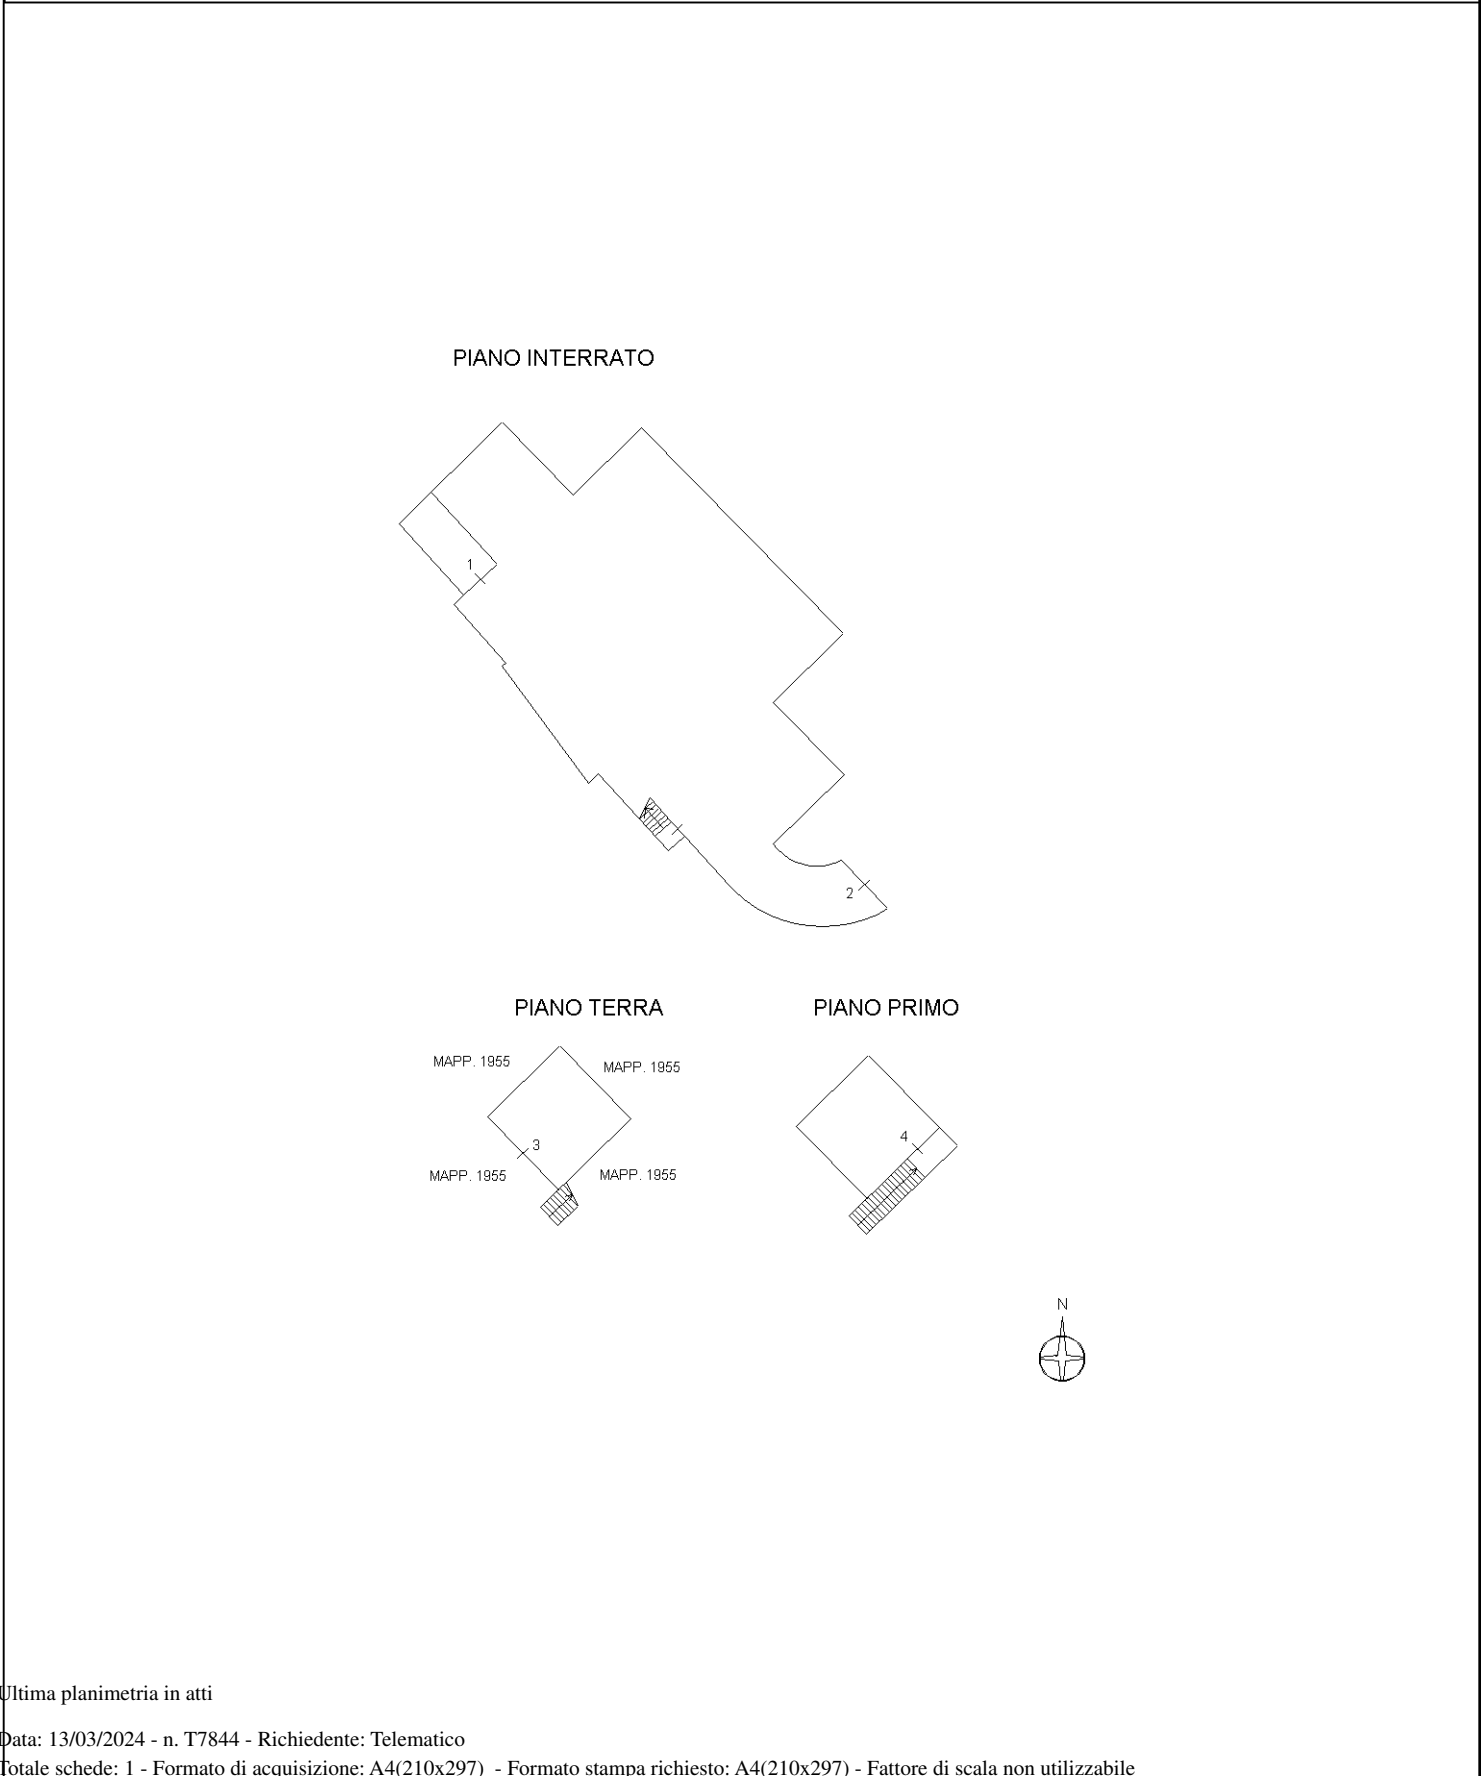 PIANO INTERRATO
1
2
PIANO TERRA PIANO PRIMO
MAPP. 1955 MAPP. 1955
3 4
MAPP. 1955 MAPP. 1955
N
Ultima planimetria in atti
Data: 13/03/2024 - n. T7844 - Richiedente: Telematico
Totale schede: 1 - Formato di acquisizione: A4(210x297) - Formato stampa richiesto: A4(210x297) - Fattore di scala non utilizzabile